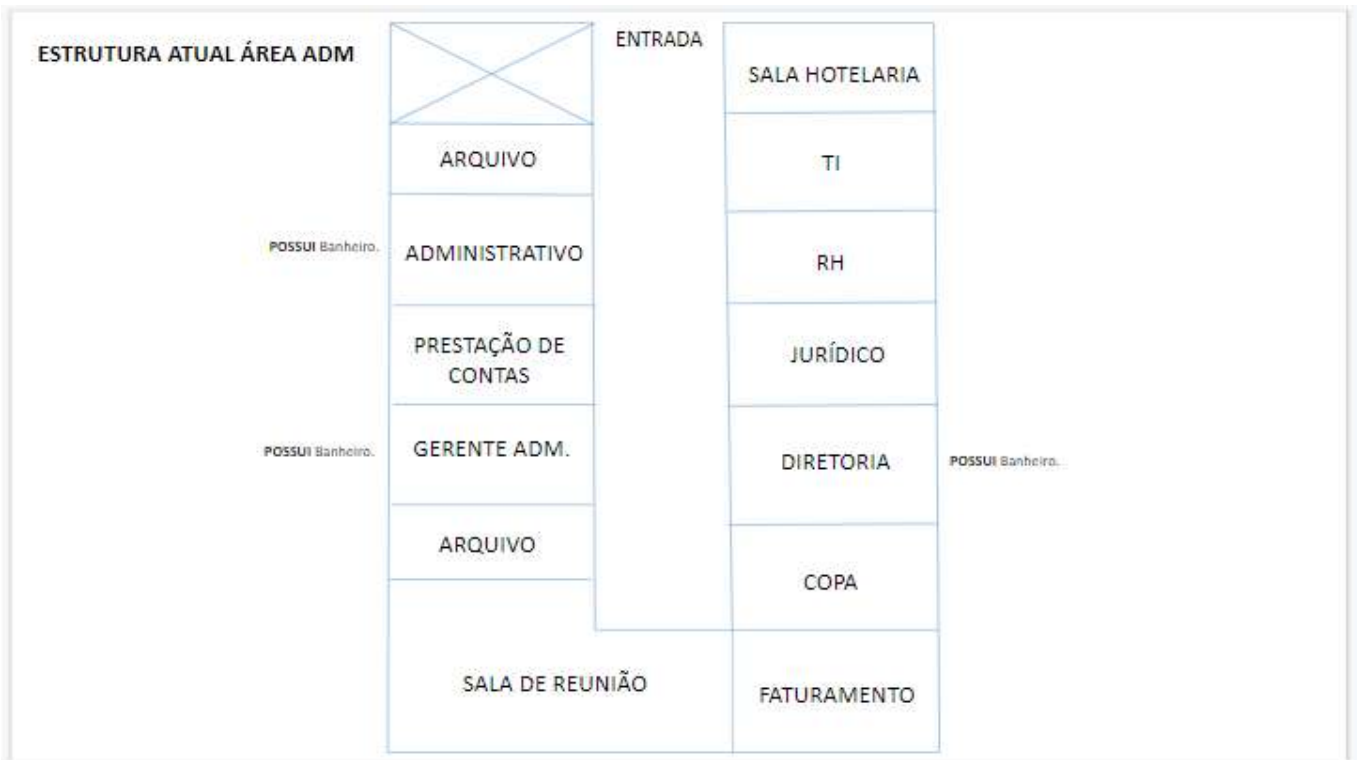 ESTRUTURA ATUAL ÁREA ADM
ENTRADA
SALA HOTELARIA
ARQUIVO
TI
POSSUI Banheiro.
ADMINISTRATIVO
RH
PRESTAÇÃO DE
CONTAS
JURÍDICO
POSSUI Banheiro.
GERENTE ADM.
DIRETORIA
POSSUI Banheiro.
ARQUIVO
COPA
SALA DE REUNIÃO
FATURAMENTO